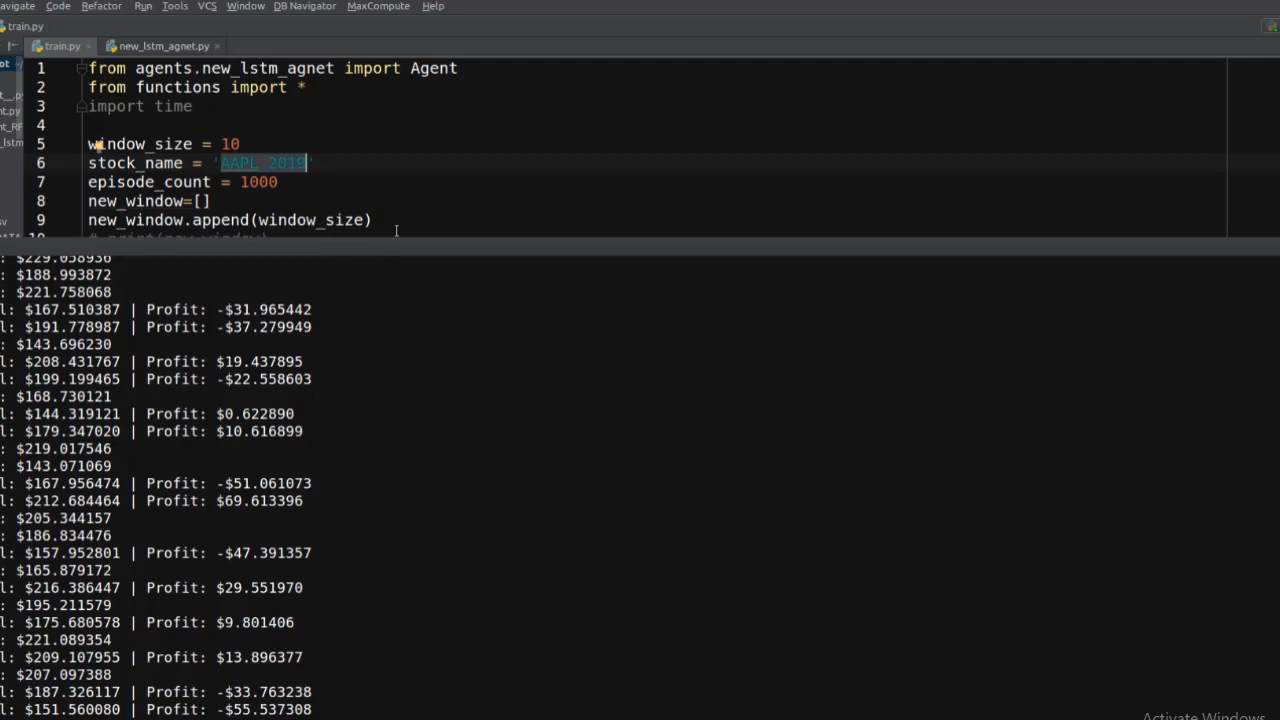 avigate Code Refactor Run Tools VCS Window DB Navigator MaxCompute Help
train.py
train.py × new_lstm_agnet.py ×
ot
1 from agents.new_lstm_agnet import Agent
2 from functions import *
3 import time
4
5 window_size = 10
6 stock_name = 'AAPL_2019'
7 episode_count = 1000
8 new_window=[]
9 new_window.append(window_size)
10 # print(new_window)
: $229.058936
: $188.993872
: $221.758068
l: $167.510387 | Profit: -$31.965442
l: $191.778987 | Profit: -$37.279949
: $143.696230
l: $208.431767 | Profit: $19.437895
l: $199.199465 | Profit: -$22.558603
: $168.730121
l: $144.319121 | Profit: $0.622890
l: $179.347020 | Profit: $10.616899
: $219.017546
: $143.071069
l: $167.956474 | Profit: -$51.061073
l: $212.684464 | Profit: $69.613396
: $205.344157
: $186.834476
l: $157.952801 | Profit: -$47.391357
: $165.879172
l: $216.386447 | Profit: $29.551970
: $195.211579
l: $175.680578 | Profit: $9.801406
: $221.089354
l: $209.107955 | Profit: $13.896377
: $207.097388
l: $187.326117 | Profit: -$33.763238
l: $151.560080 | Profit: -$55.537308
Activate Windows